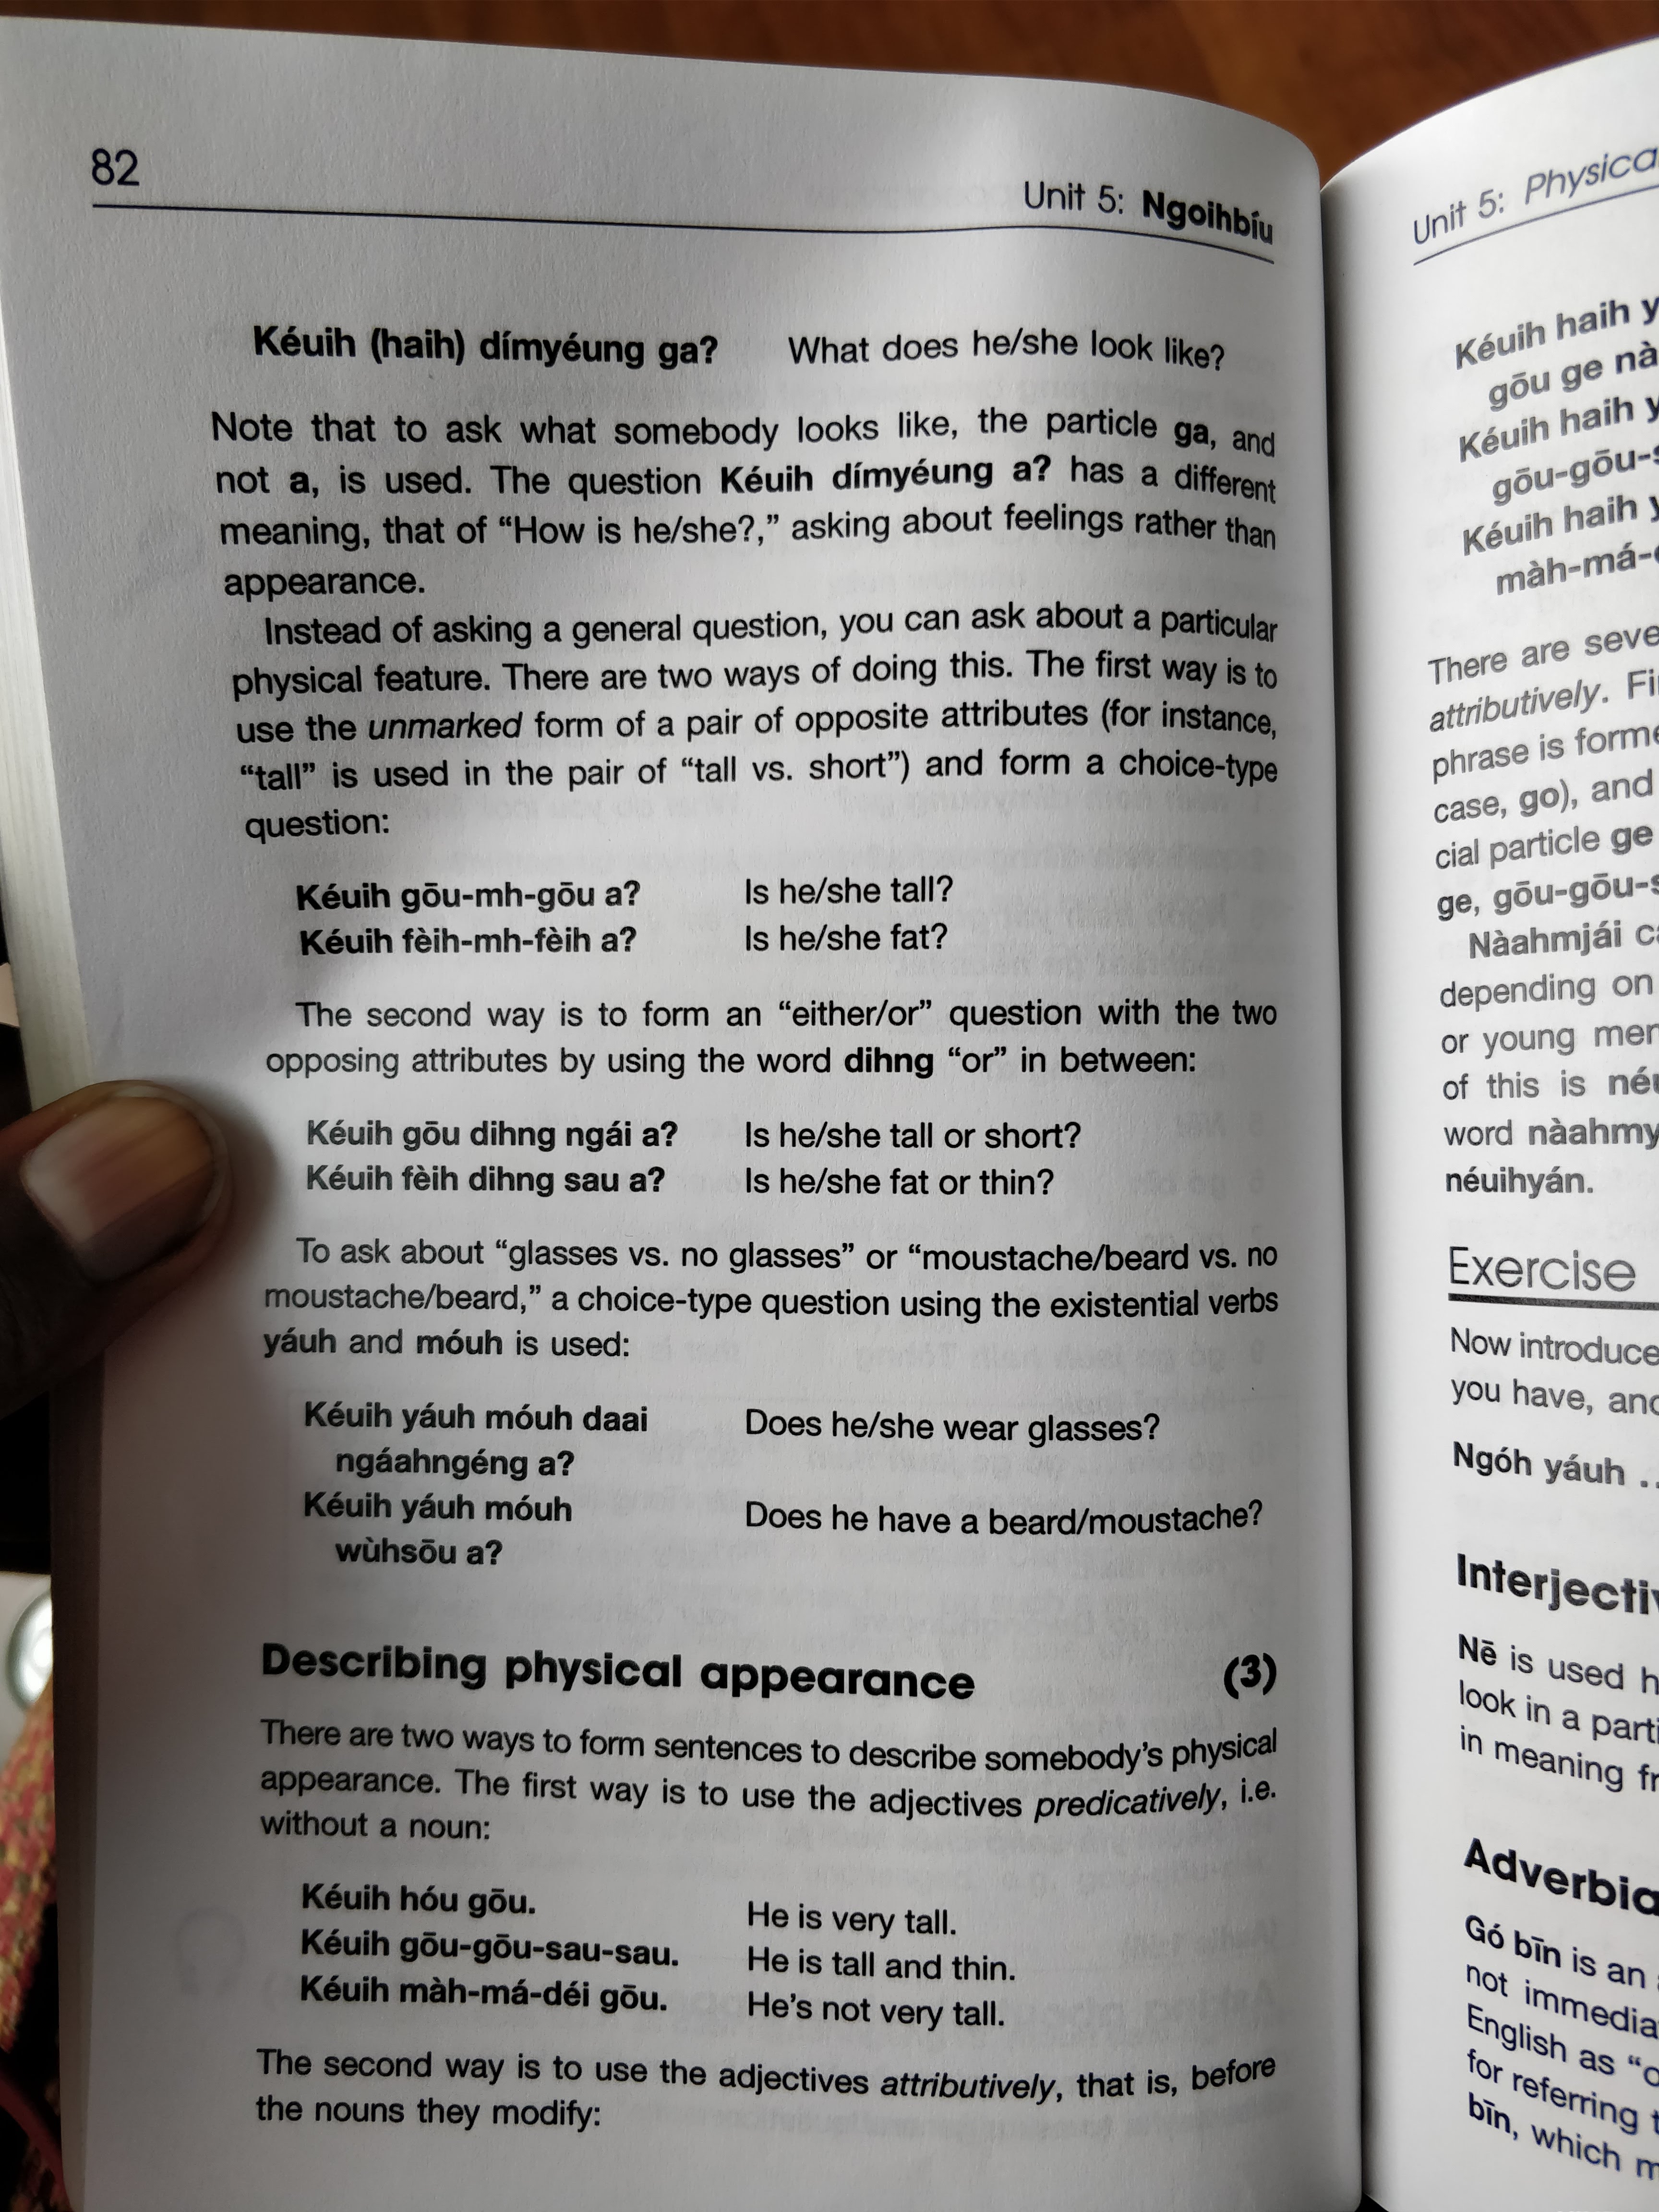 82
Unit 5: Ngoihbíu
Kéuih (haih) dímyéung ga? What does he/she look like?
Note that to ask what somebody looks like, the particle ga, and
not a, is used. The question Kéuih dímyéung a? has a different
meaning, that of “How is he/she?,” asking about feelings rather than
appearance.
Instead of asking a general question, you can ask about a particular
physical feature. There are two ways of doing this. The first way is to
use the unmarked form of a pair of opposite attributes (for instance,
“tall” is used in the pair of “tall vs. short”) and form a choice-type
question:
Kéuih gōu-mh-gōu a? Is he/she tall?
Kéuih fèih-mh-fèih a? Is he/she fat?
The second way is to form an “either/or” question with the two
opposing attributes by using the word dihng “or” in between:
Kéuih gōu dihng ngái a? Is he/she tall or short?
Kéuih fèih dihng sau a? Is he/she fat or thin?
To ask about “glasses vs. no glasses” or “moustache/beard vs. no
moustache/beard,” a choice-type question using the existential verbs
yáuh and móuh is used:
Kéuih yáuh móuh daai Does he/she wear glasses?
ngáahngéng a?
Kéuih yáuh móuh Does he have a beard/moustache?
wùhsōu a?
Describing physical appearance (3)
There are two ways to form sentences to describe somebody’s physical
appearance. The first way is to use the adjectives predicatively, i.e.
without a noun:
Kéuih hóu gōu. He is very tall.
Kéuih gōu-gōu-sau-sau. He is tall and thin.
Kéuih màh-má-déi gōu. He’s not very tall.
The second way is to use the adjectives attributively, that is, before
the nouns they modify:
Unit 5:
Kéuih haih
gōu ge
Kéuih haih
gōu-gōu-
Kéuih haih
màh-má-
There are
attributively.
phrase is
case, go), and
cial particle ge
ge, gōu-gōu-
Nàahmjái
depending on
or young
of this is
word
néuihyán.
Exercise
Now introduce
you have,
Ngóh yáuh
Nē is used
look in a
in meaning
Gó bīn is an
not
English as
for referring
bīn, which